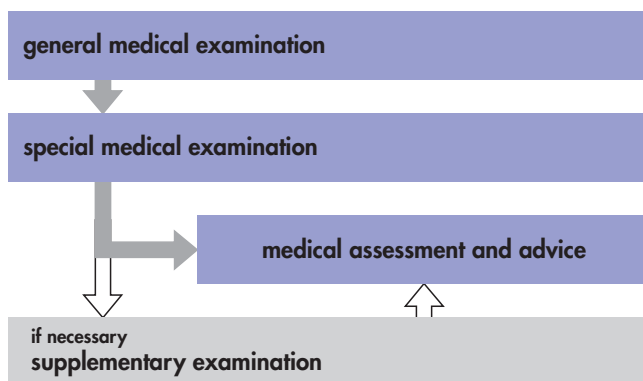 general medical examination
special medical examination
medical assessment and advice
if necessary
supplementary examination